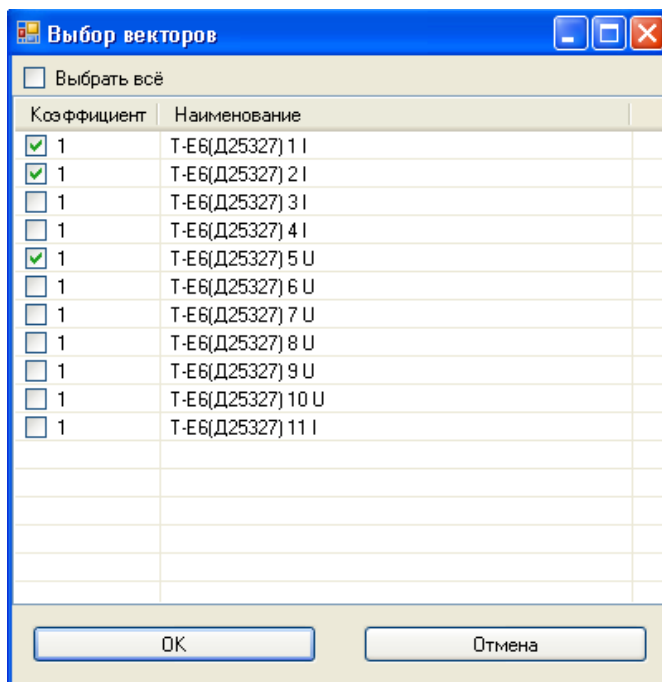 Выбор векторов
Выбрать всё
Коэффициент Наименование
1 Т-Е6(Д25327) 1 I
1 Т-Е6(Д25327) 2 I
1 Т-Е6(Д25327) 3 I
1 Т-Е6(Д25327) 4 I
1 Т-Е6(Д25327) 5 U
1 Т-Е6(Д25327) 6 U
1 Т-Е6(Д25327) 7 U
1 Т-Е6(Д25327) 8 U
1 Т-Е6(Д25327) 9 U
1 Т-Е6(Д25327) 10 U
1 Т-Е6(Д25327) 11 I
OK Отмена